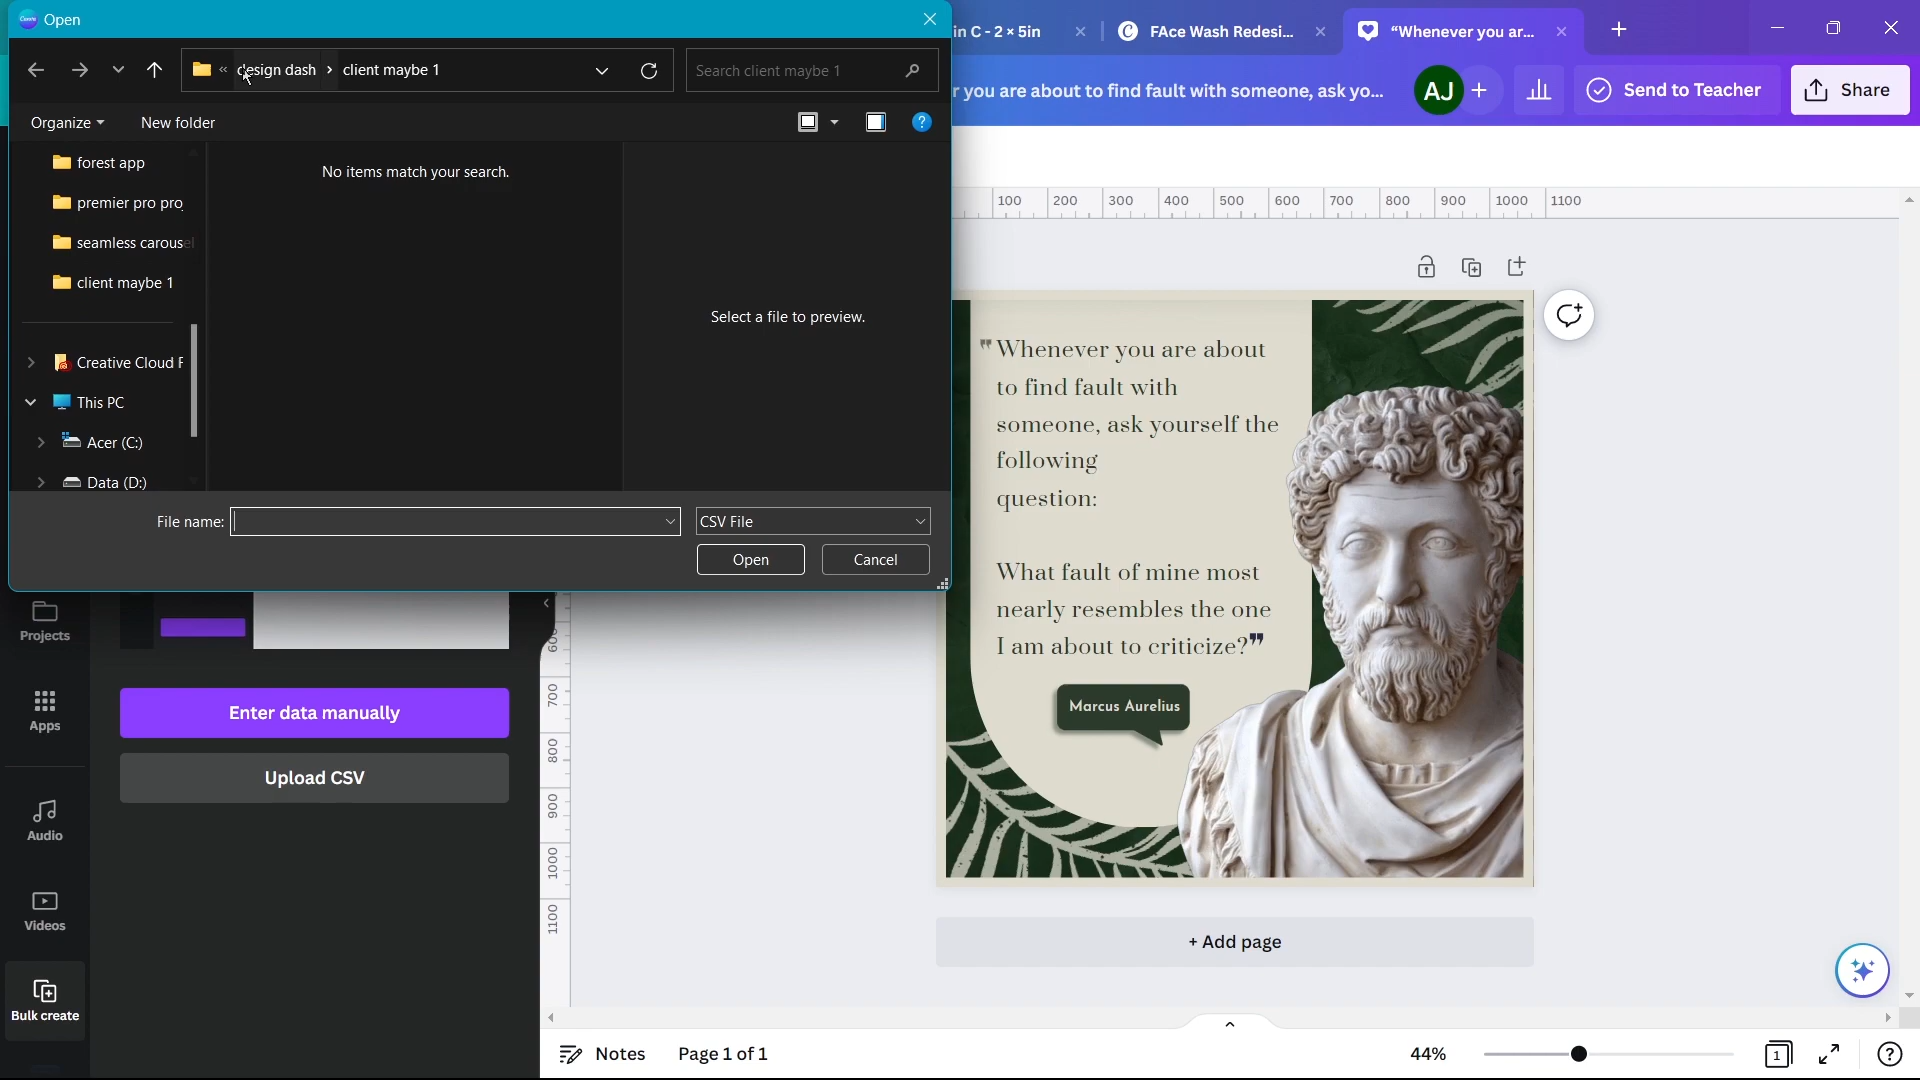 Canva Open
in C - 2 × 5in
FAce Wash Redesi...
“Whenever you ar...
« design dash › client maybe 1
Search client maybe 1
r you are about to find fault with someone, ask yo...
AJ
Send to Teacher
Share
Organize
New folder
forest app
premier pro pro
seamless carousel
client maybe 1
Creative Cloud F
This PC
Acer (C:)
Data (D:)
No items match your search.
Select a file to preview.
File name:
CSV File
Open
Cancel
100 200 300 400 500 600 700 800 900 1000 1100
600
700
800
900
1000
1100
Projects
Apps
Audio
Videos
Bulk create
Enter data manually
Upload CSV
" Whenever you are about
to find fault with
someone, ask yourself the
following
question:
What fault of mine most
nearly resembles the one
I am about to criticize?"
Marcus Aurelius
+ Add page
Notes
Page 1 of 1
44%
1